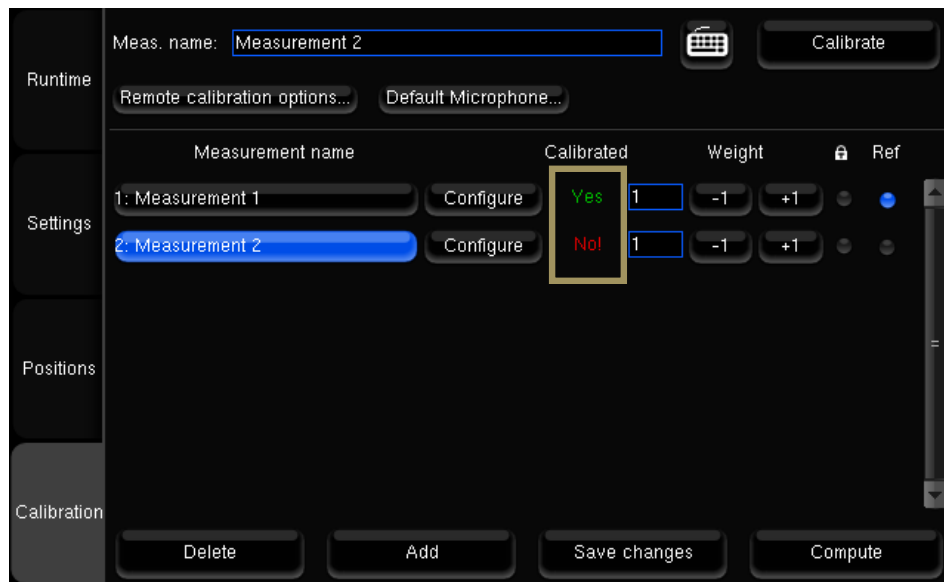 Meas. name: Measurement 2 Calibrate
Runtime
Remote calibration options... Default Microphone...
Measurement name Calibrated Weight Ref
1: Measurement 1 Configure Yes 1 -1 +1
Settings
2: Measurement 2 Configure No! 1 -1 +1
Positions
Calibration
Delete Add Save changes Compute